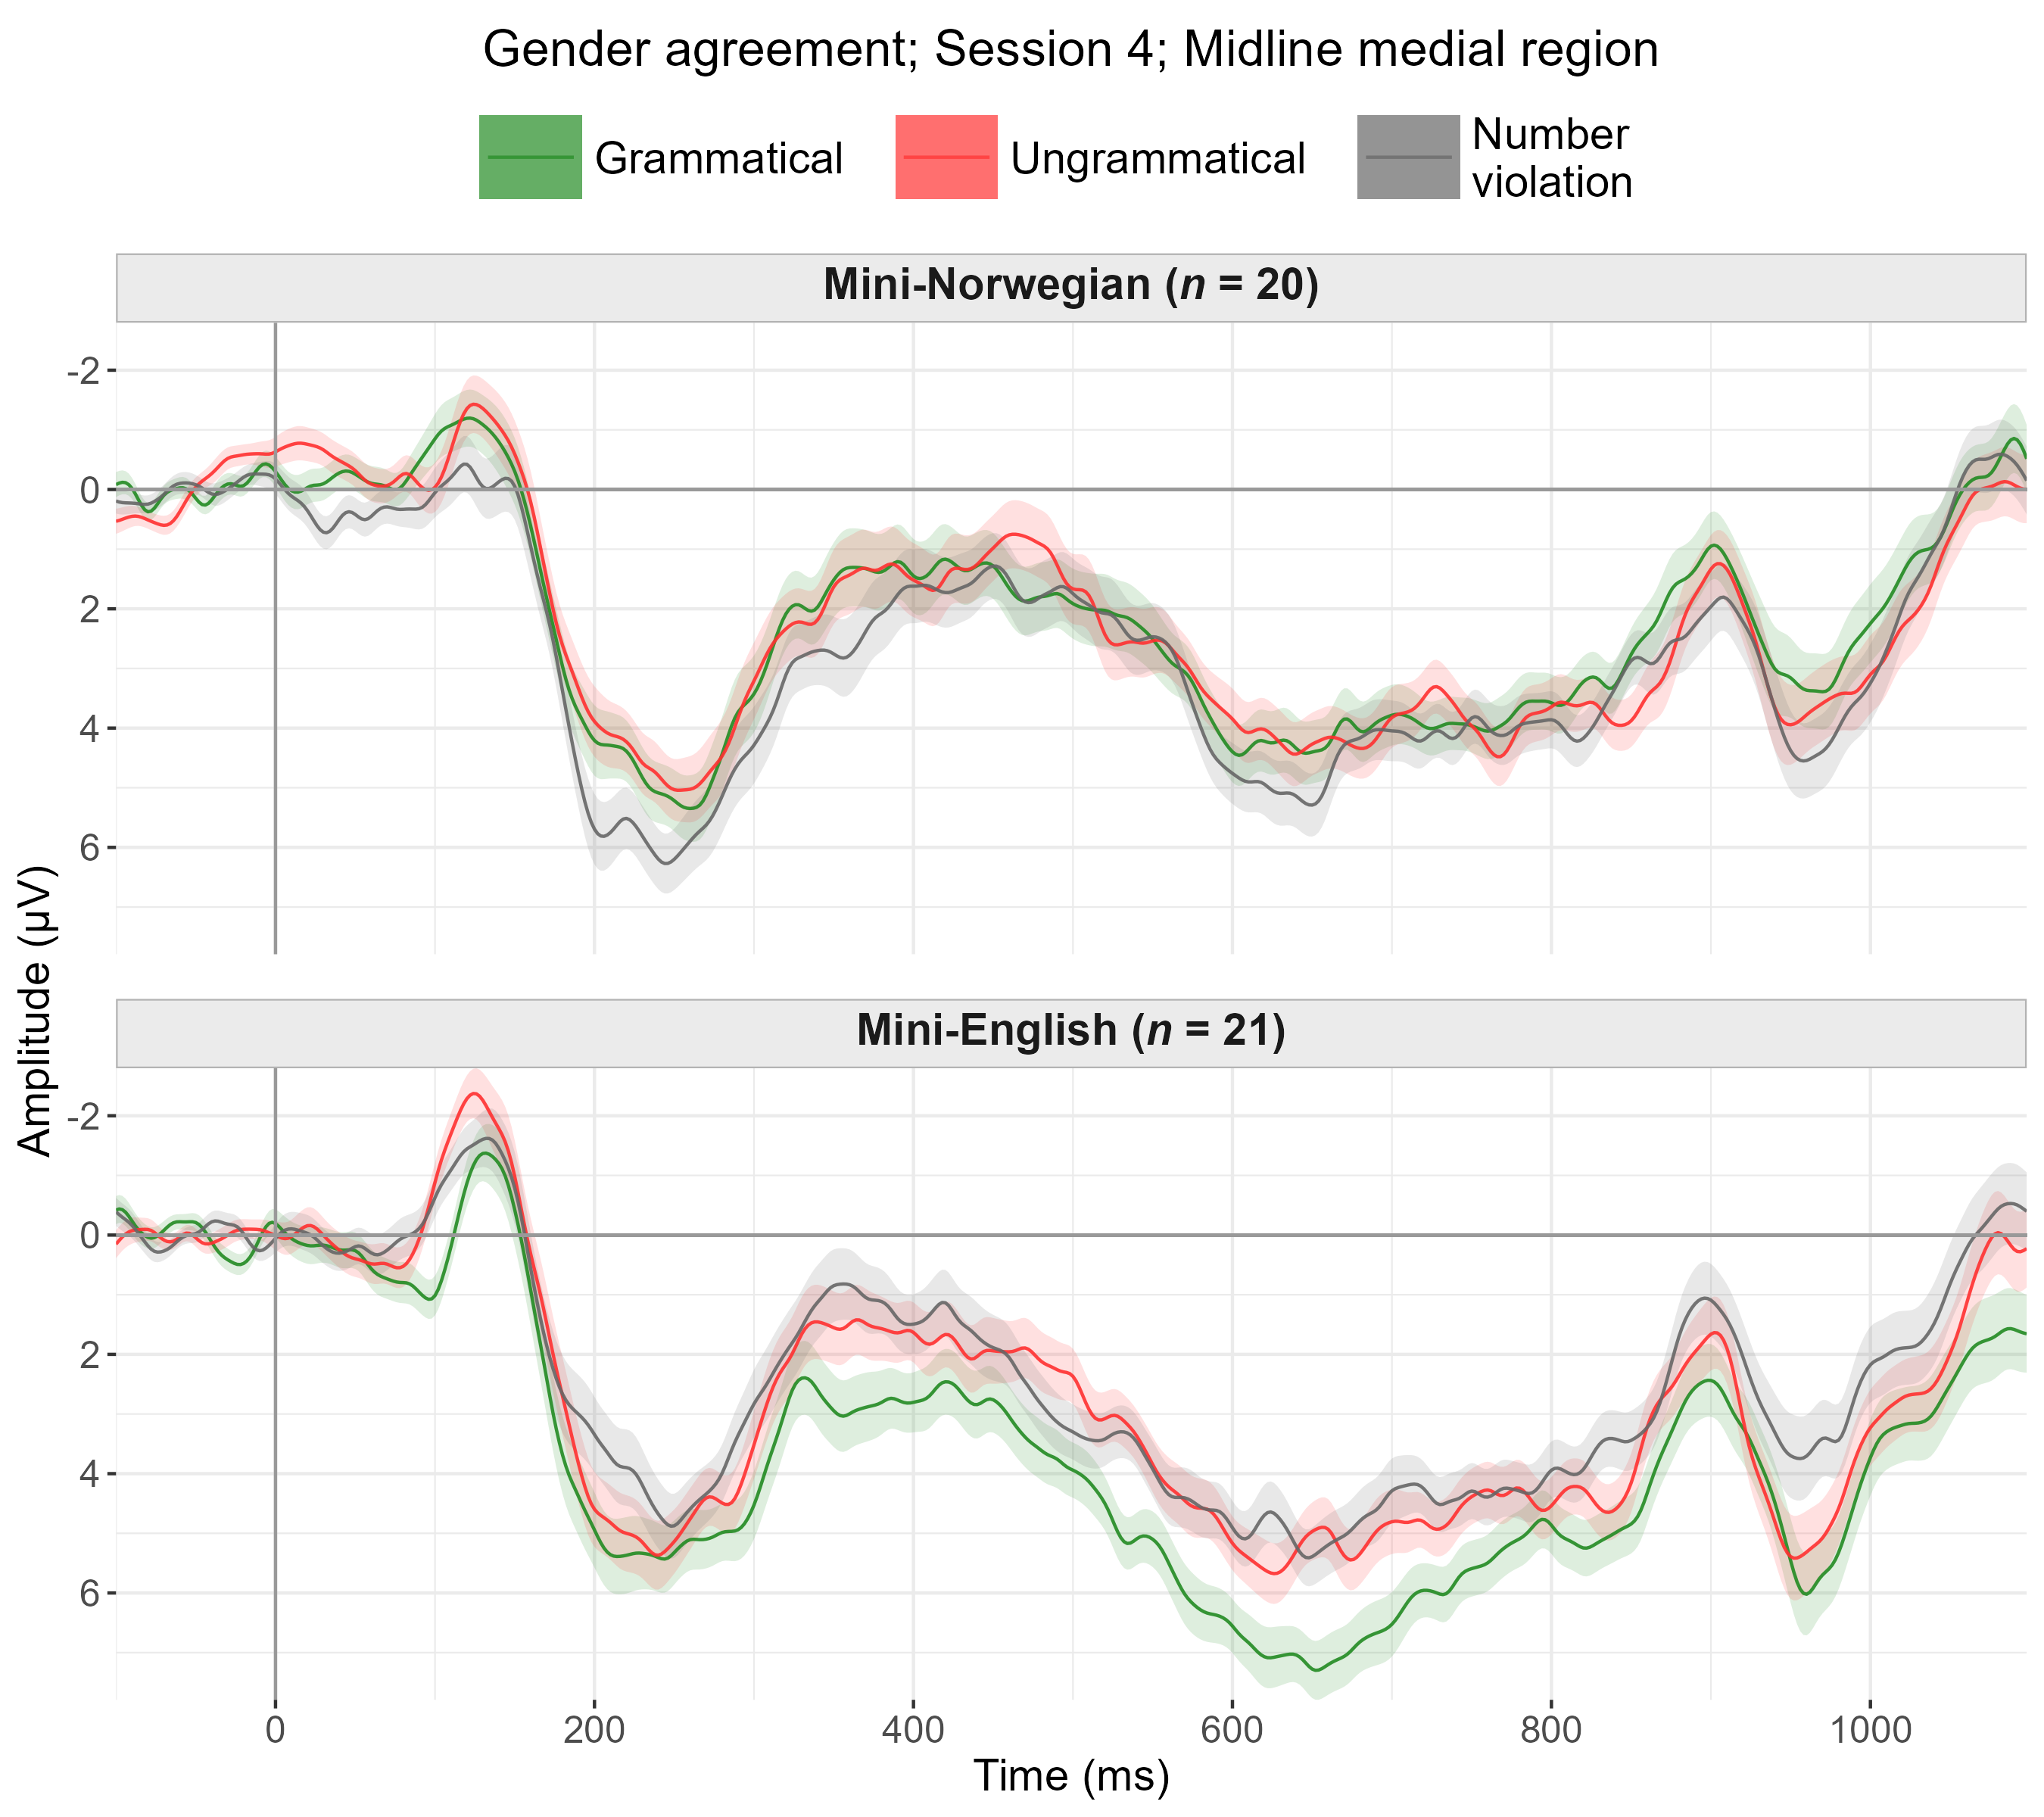 Gender agreement; Session 4; Midline medial region
Grammatical
Ungrammatical
Number
violation
Mini-Norwegian (n = 20)
-2
0
2
4
6
Amplitude (µV)
Mini-English (n = 21)
-2
0
2
4
6
0 200 400 600 800 1000
Time (ms)